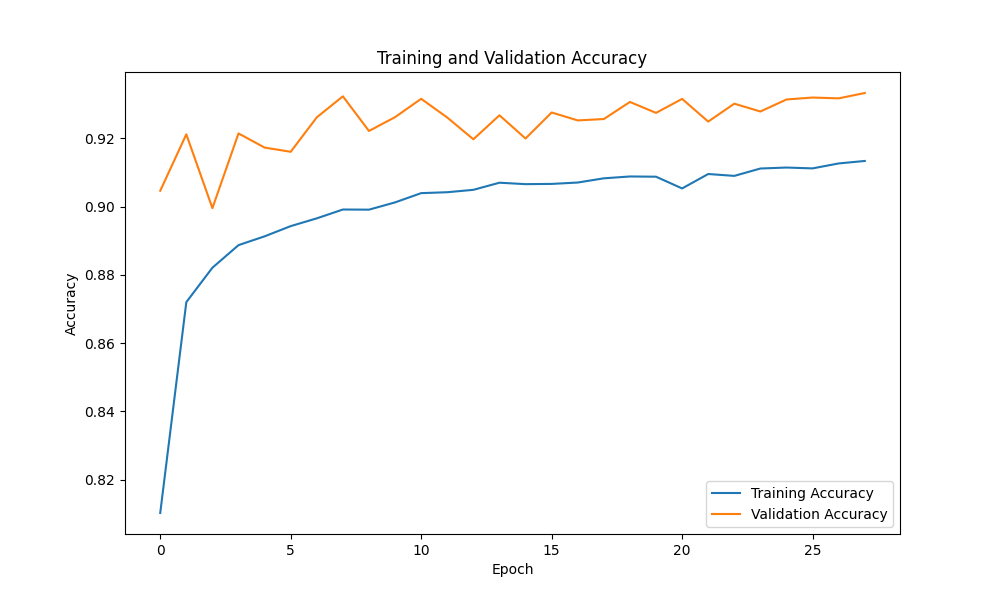 Training and Validation Accuracy
Accuracy
0.92
0.90
0.88
0.86
0.84
0.82
Training Accuracy
Validation Accuracy
0 5 10 15 20 25
Epoch